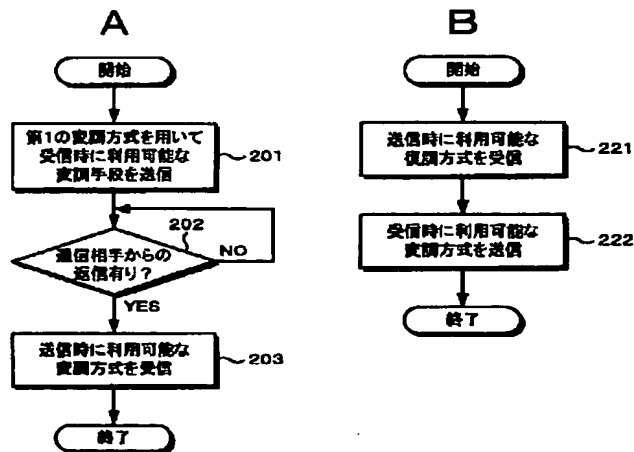 A
開始
第1の変調方式を用いて
受信時に利用可能な
変調手段を送信
201
202
通信相手からの
返信有り？
NO
YES
送信時に利用可能な
変調方式を受信
203
終了
B
開始
送信時に利用可能な
復調方式を受信
221
受信時に利用可能な
変調方式を送信
222
終了